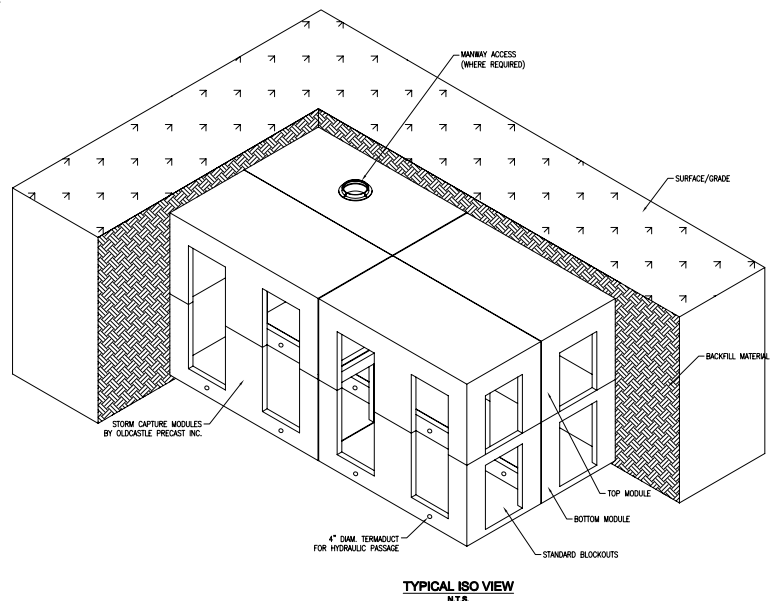 MANWAY ACCESS
(WHERE REQUIRED)
SURFACE/GRADE
BACKFILL MATERIAL
STORM CAPTURE MODULES
BY OLDCASTLE PRECAST INC.
TOP MODULE
BOTTOM MODULE
4" DIAM. TERMADUCT
FOR HYDRAULIC PASSAGE
STANDARD BLOCKOUTS
TYPICAL ISO VIEW
N.T.S.